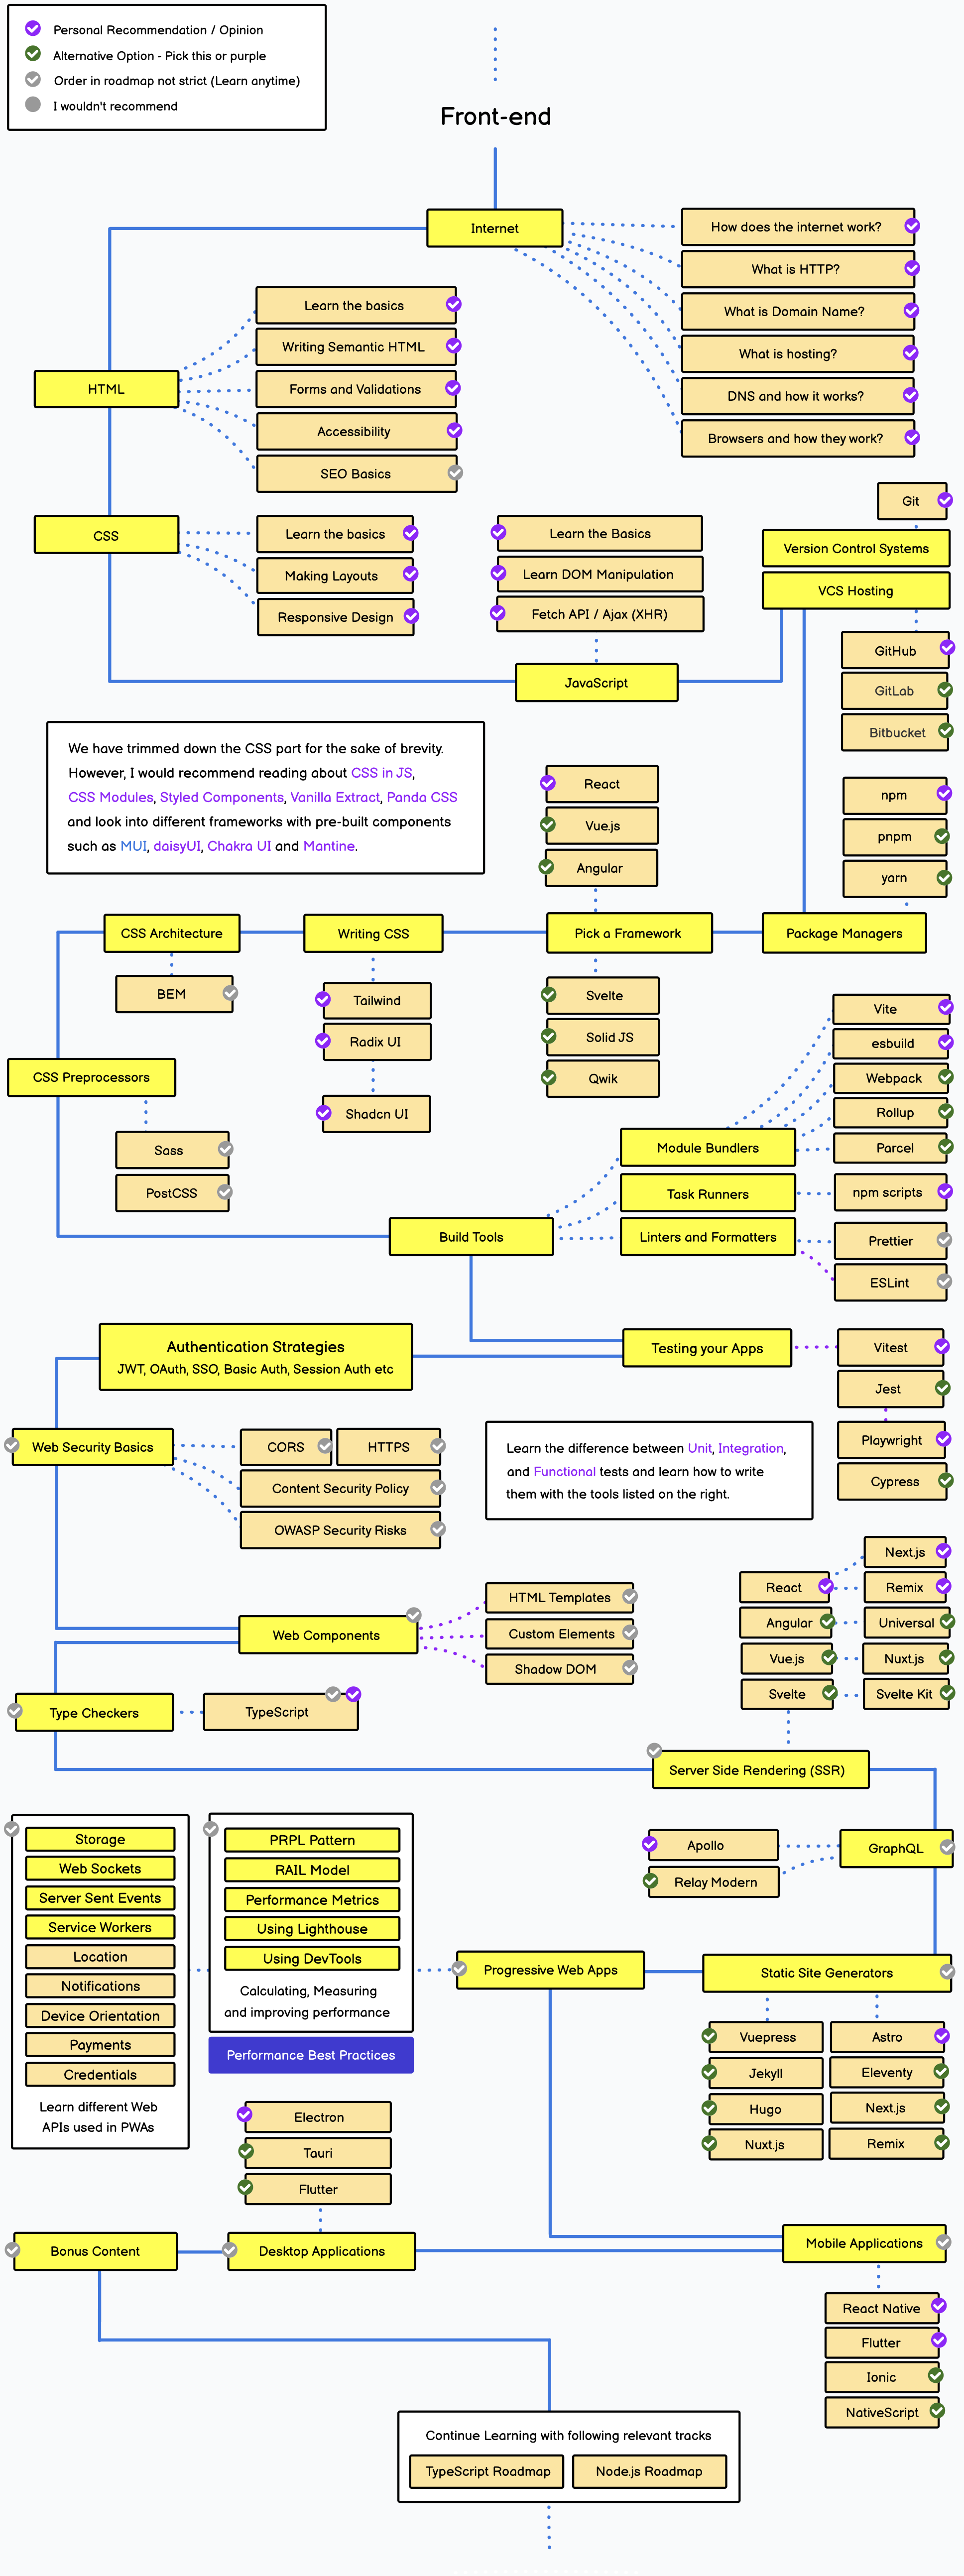 Personal Recommendation / Opinion
Alternative Option - Pick this or purple
Order in roadmap not strict (Learn anytime)
I wouldn't recommend
Front-end
Internet
How does the internet work?
What is HTTP?
What is Domain Name?
What is hosting?
DNS and how it works?
Browsers and how they work?
HTML
Learn the basics
Writing Semantic HTML
Forms and Validations
Accessibility
SEO Basics
CSS
Learn the basics
Making Layouts
Responsive Design
Learn the Basics
Learn DOM Manipulation
Fetch API / Ajax (XHR)
JavaScript
Git
Version Control Systems
VCS Hosting
GitHub
GitLab
Bitbucket
We have trimmed down the CSS part for the sake of brevity.
However, I would recommend reading about CSS in JS,
CSS Modules, Styled Components, Vanilla Extract, Panda CSS
and look into different frameworks with pre-built components
such as MUI, daisyUI, Chakra UI and Mantine.
React
Vue.js
Angular
npm
pnpm
yarn
CSS Architecture
Writing CSS
Pick a Framework
Package Managers
BEM
Tailwind
Radix UI
Shadcn UI
Svelte
Solid JS
Qwik
CSS Preprocessors
Sass
PostCSS
Vite
esbuild
Webpack
Rollup
Parcel
Module Bundlers
Task Runners
npm scripts
Build Tools
Linters and Formatters
Prettier
ESLint
Authentication Strategies
JWT, OAuth, SSO, Basic Auth, Session Auth etc
Testing your Apps
Vitest
Jest
Playwright
Cypress
Web Security Basics
CORS
HTTPS
Content Security Policy
OWASP Security Risks
Learn the difference between Unit, Integration,
and Functional tests and learn how to write
them with the tools listed on the right.
Web Components
HTML Templates
Custom Elements
Shadow DOM
Next.js
React
Remix
Angular
Universal
Vue.js
Nuxt.js
Svelte
Svelte Kit
Type Checkers
TypeScript
Server Side Rendering (SSR)
Apollo
Relay Modern
GraphQL
Storage
Web Sockets
Server Sent Events
Service Workers
Location
Notifications
Device Orientation
Payments
Credentials
Learn different Web
APIs used in PWAs
PRPL Pattern
RAIL Model
Performance Metrics
Using Lighthouse
Using DevTools
Calculating, Measuring
and improving performance
Performance Best Practices
Progressive Web Apps
Static Site Generators
Vuepress
Astro
Jekyll
Eleventy
Hugo
Next.js
Nuxt.js
Remix
Electron
Tauri
Flutter
Bonus Content
Desktop Applications
Mobile Applications
React Native
Flutter
Ionic
NativeScript
Continue Learning with following relevant tracks
TypeScript Roadmap
Node.js Roadmap